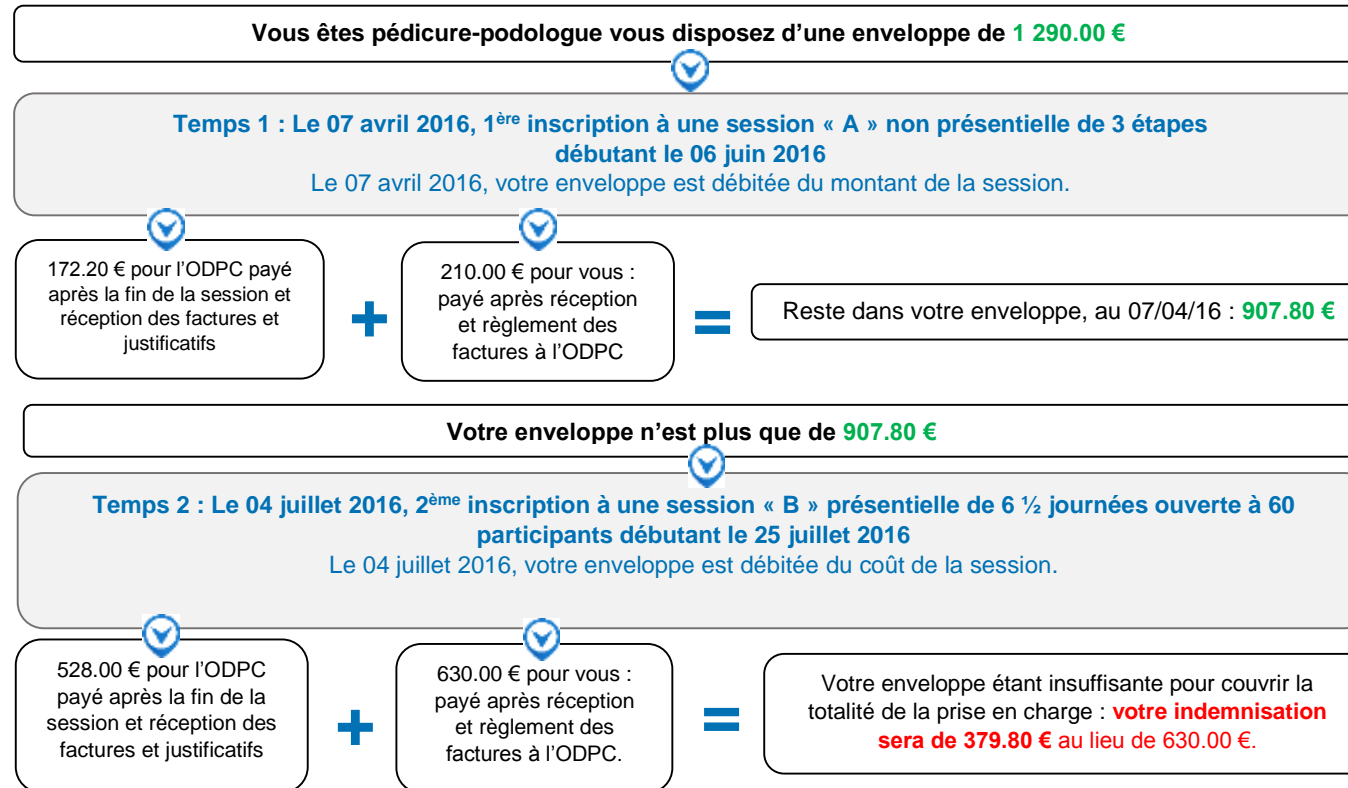 Vous êtes pédicure-podologue vous disposez d’une enveloppe de 1 290.00 €
Temps 1 : Le 07 avril 2016, 1ère inscription à une session « A » non présentielle de 3 étapes
débutant le 06 juin 2016
Le 07 avril 2016, votre enveloppe est débitée du montant de la session.
172.20 € pour l’ODPC payé
après la fin de la session et
réception des factures et
justificatifs
+
210.00 € pour vous :
payé après réception
et règlement des
factures à l’ODPC
=
Reste dans votre enveloppe, au 07/04/16 : 907.80 €
Votre enveloppe n’est plus que de 907.80 €
Temps 2 : Le 04 juillet 2016, 2ème inscription à une session « B » présentielle de 6 ½ journées ouverte à 60
participants débutant le 25 juillet 2016
Le 04 juillet 2016, votre enveloppe est débitée du coût de la session.
528.00 € pour l’ODPC
payé après la fin de la
session et réception des
factures et justificatifs
+
630.00 € pour vous :
payé après réception
et règlement des
factures à l’ODPC.
=
Votre enveloppe étant insuffisante pour couvrir la
totalité de la prise en charge : votre indemnisation
sera de 379.80 € au lieu de 630.00 €.